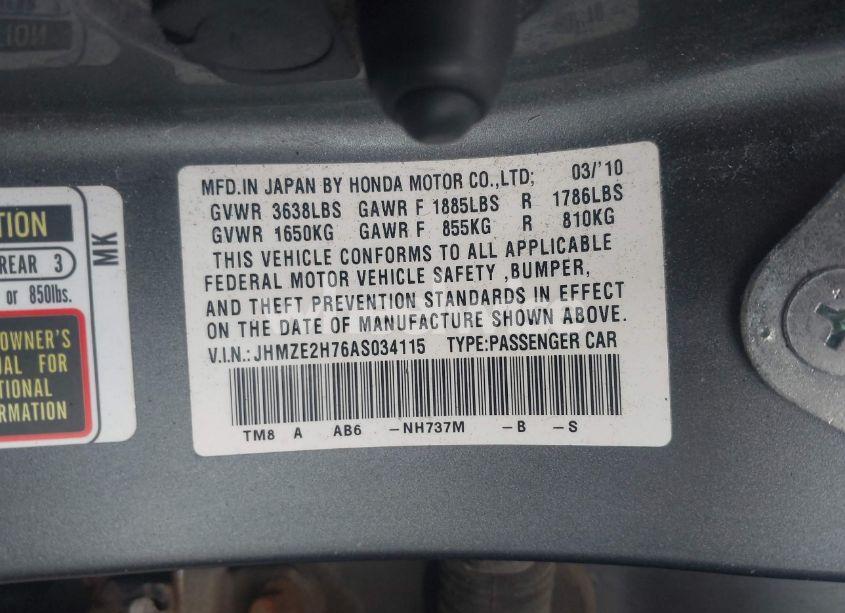 MFD.IN JAPAN BY HONDA MOTOR CO.,LTD; 03/'10
GVWR 3638LBS GAWR F 1885LBS R 1786LBS
GVWR 1650KG GAWR F 855KG R 810KG
THIS VEHICLE CONFORMS TO ALL APPLICABLE
FEDERAL MOTOR VEHICLE SAFETY ,BUMPER,
AND THEFT PREVENTION STANDARDS IN EFFECT
ON THE DATE OF MANUFACTURE SHOWN ABOVE.
V.I.N.: JHMZE2H76AS034115 TYPE:PASSENGER CAR
TM8 A AB6 -NH737M -B -S
TION
REAR 3
or 850lbs.
OWNER'S
UAL FOR
TIONAL
RMATION
MK